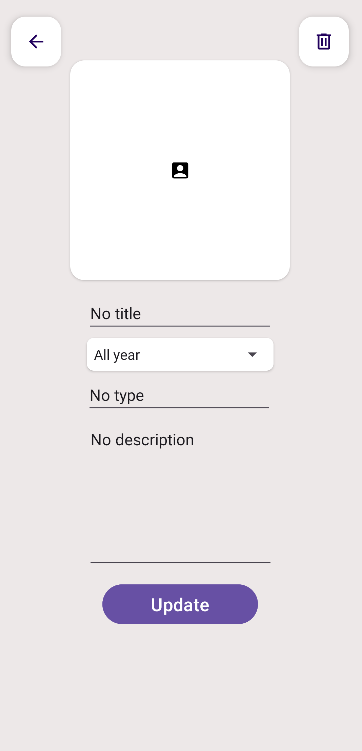 No title
All year
No type
No description
Update